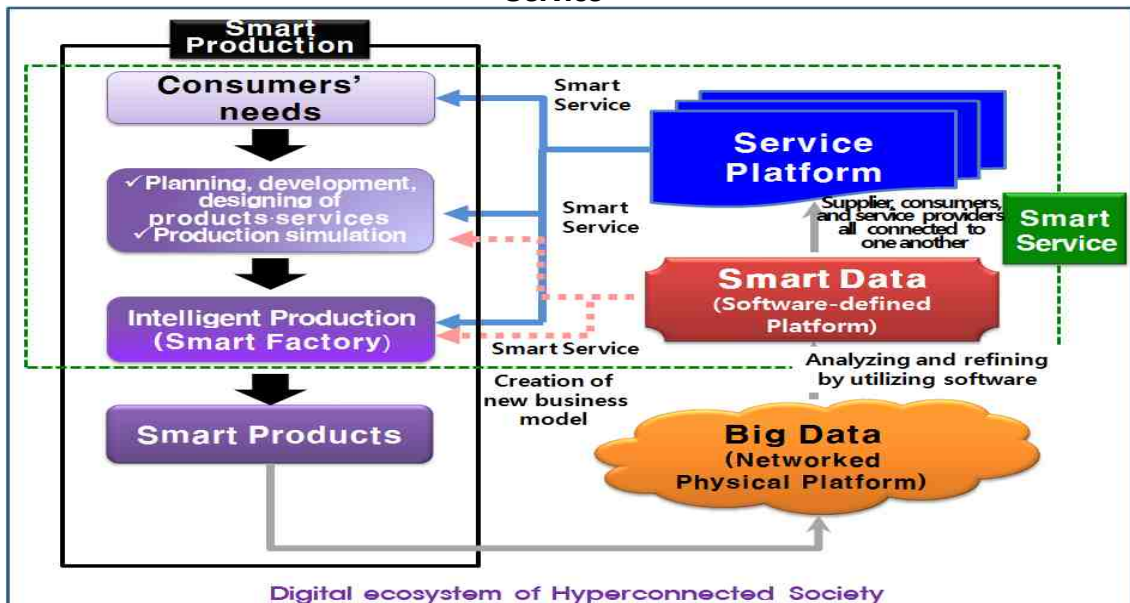 Service
Smart
Production
Consumers'
needs
✓Planning, development,
designing of
products·services
✓Production simulation
Intelligent Production
(Smart Factory)
Smart Products
Smart
Service
Smart
Service
Smart Service
Creation of
new business
model
Service
Platform
Supplier, consumers,
and service providers
all connected to
one another
Smart
Service
Smart Data
(Software-defined
Platform)
Analyzing and refining
by utilizing software
Big Data
(Networked
Physical Platform)
Digital ecosystem of Hyperconnected Society